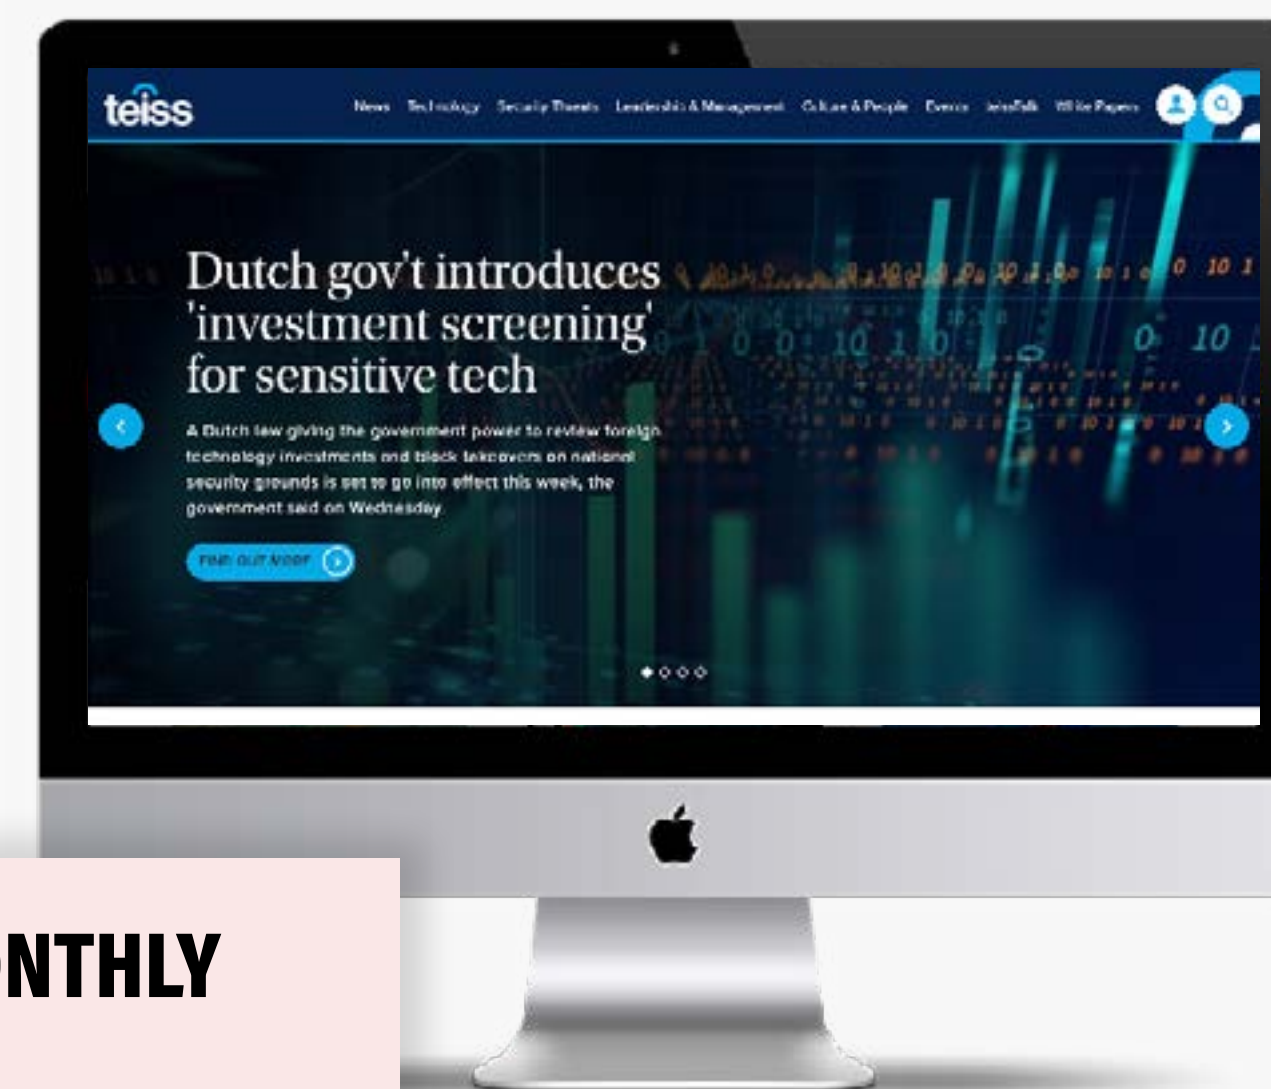 teiss
News Technology Security Threats Leadership & Management Culture & People Events teissTalk White Papers
Dutch gov't introduces
'investment screening'
for sensitive tech
A Dutch law giving the government power to review foreign
technology investments and block takeovers on national
security grounds is set to go into effect this week, the
government said on Wednesday.
FIND OUT MORE
ONTHLY